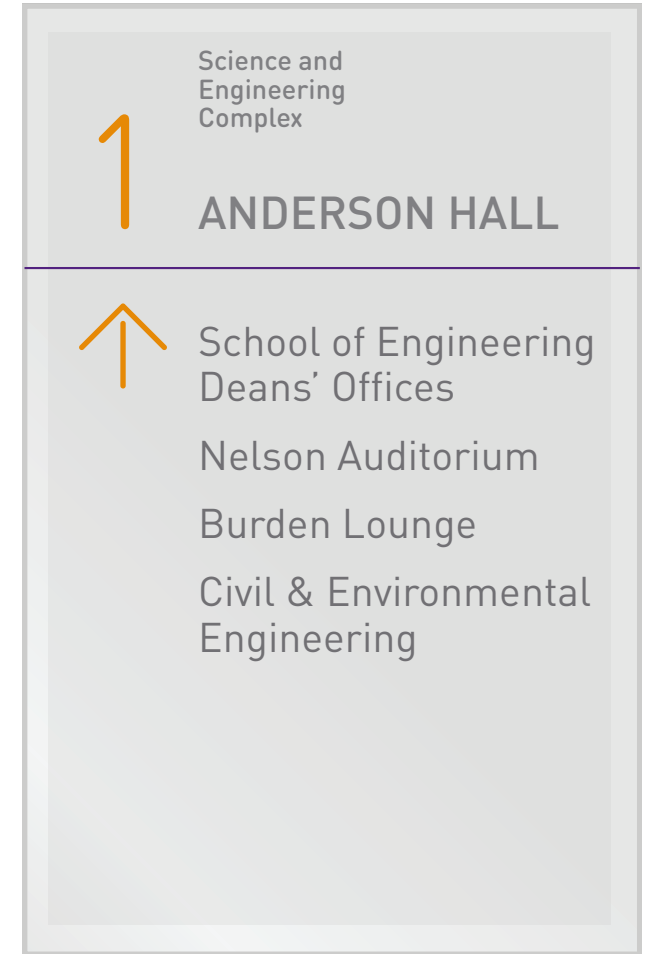 Science and
Engineering
Complex
1
ANDERSON HALL
School of Engineering
Deans’ Offices
Nelson Auditorium
Burden Lounge
Civil & Environmental
Engineering